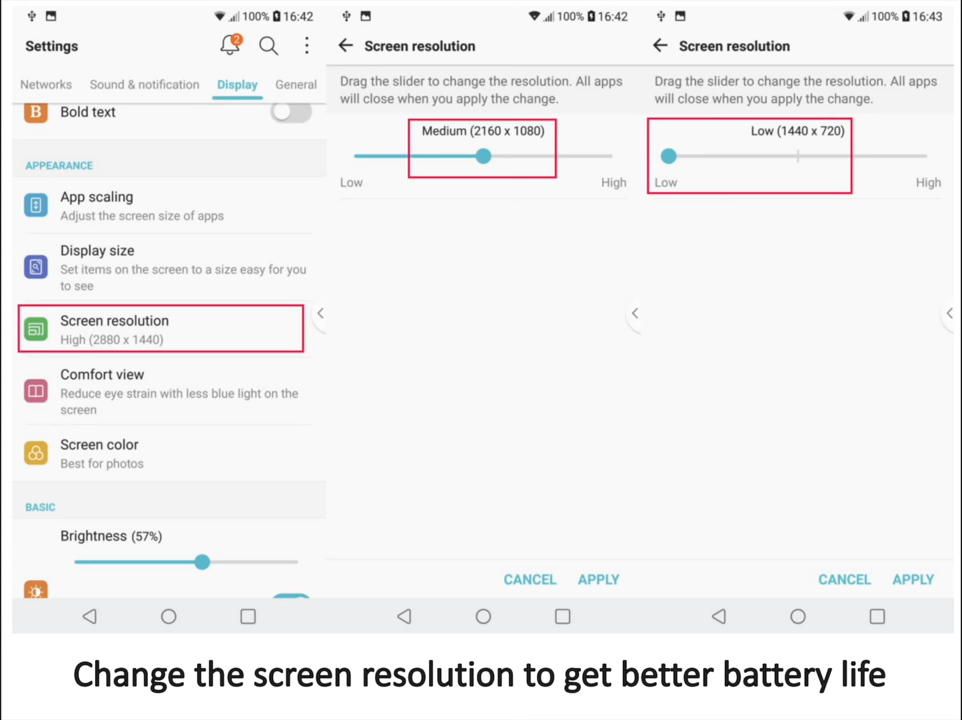 100% 16:42
Settings
2
Networks Sound & notification Display General
B Bold text
APPEARANCE
App scaling
Adjust the screen size of apps
Display size
Set items on the screen to a size easy for you
to see
Screen resolution
High (2880 x 1440)
Comfort view
Reduce eye strain with less blue light on the
screen
Screen color
Best for photos
BASIC
Brightness (57%)
100% 16:42
Screen resolution
Drag the slider to change the resolution. All apps
will close when you apply the change.
Medium (2160 x 1080)
Low High
CANCEL APPLY
100% 16:43
Screen resolution
Drag the slider to change the resolution. All apps
will close when you apply the change.
Low (1440 x 720)
Low High
CANCEL APPLY
Change the screen resolution to get better battery life